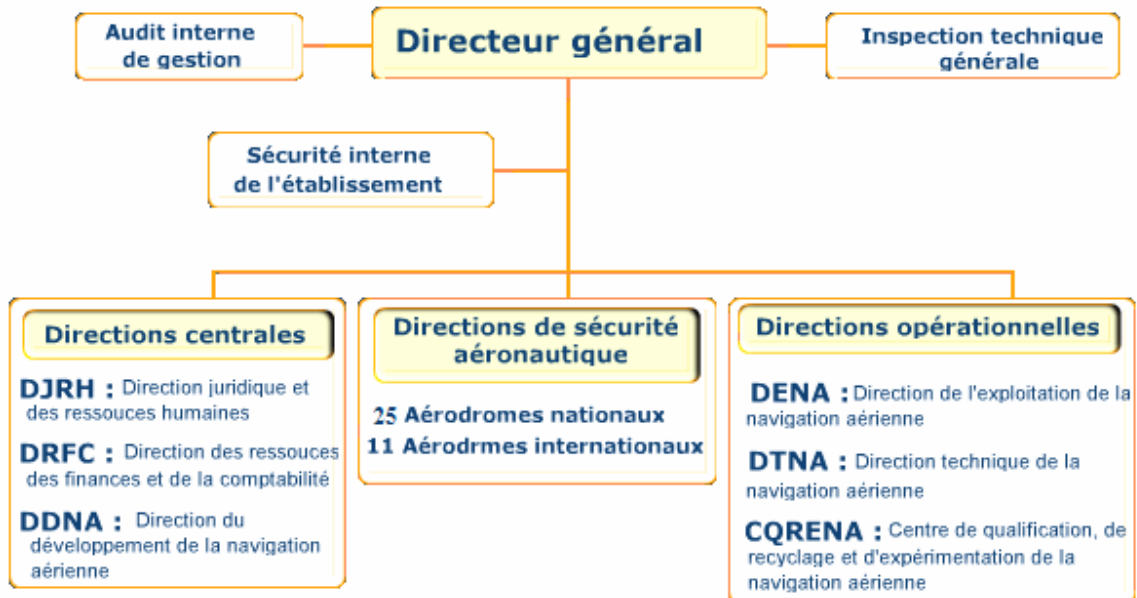 Audit interne
de gestion
Directeur général
Inspection technique
générale
Sécurité interne
de l'établissement
Directions centrales
DJRH : Direction juridique et
des ressouces humaines
DRFC : Direction des ressouces
des finances et de la comptabilité
DDNA : Direction du
développement de la navigation
aérienne
Directions de sécurité
aéronautique
25 Aérodromes nationaux
11 Aérodrmes internationaux
Directions opérationnelles
DENA : Direction de l'exploitation de la
navigation aérienne
DTNA : Direction technique de la
navigation aérienne
CQRENA : Centre de qualification, de
recyclage et d'expérimentation de la
navigation aérienne